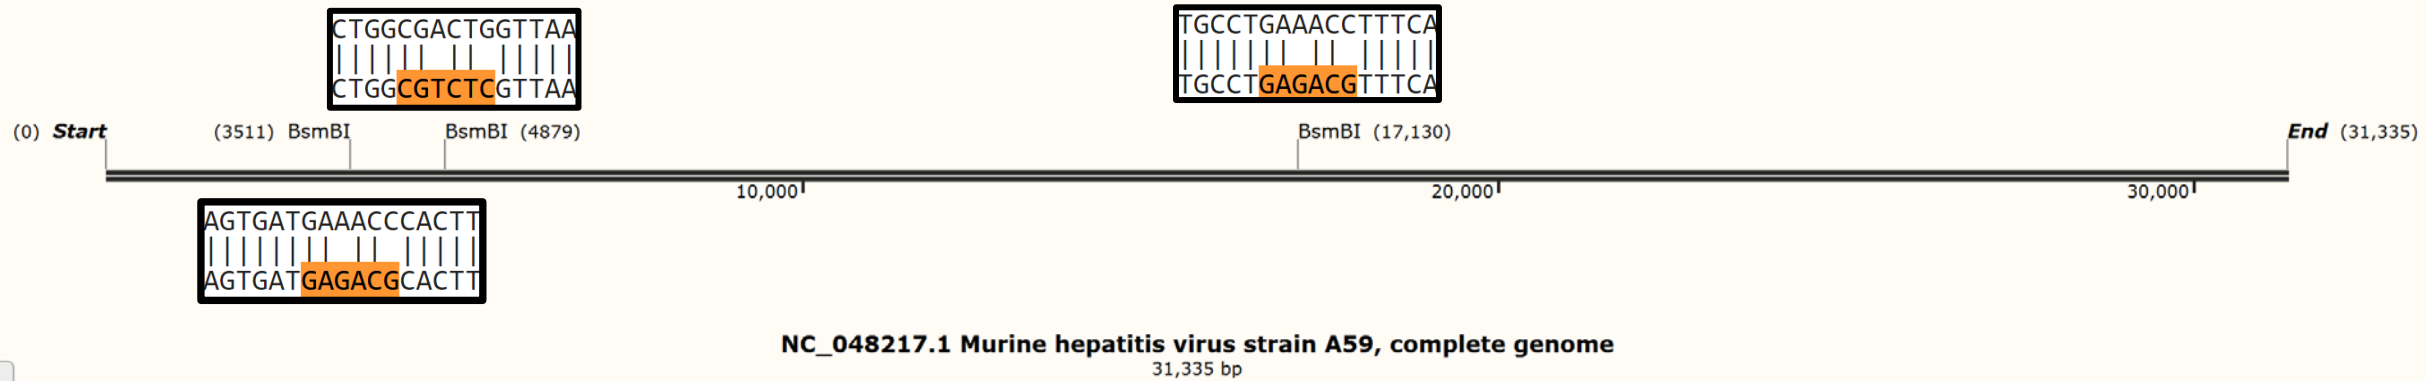 CTGGCGACTGGTTAA
|||||| || |||||
CTGGCGTCTCGTTAA
TGCCTGAAACCTTTCA
||||||| || |||||
TGCCTGAGACGTTTCA
(0) Start
(3511) BsmBI
BsmBI (4879)
BsmBI (17,130)
End (31,335)
10,000
20,000
30,000
AGTGATGAAACCCACTT
|||||||| || |||||
AGTGATGAGACGCACTT
NC_048217.1 Murine hepatitis virus strain A59, complete genome
31,335 bp